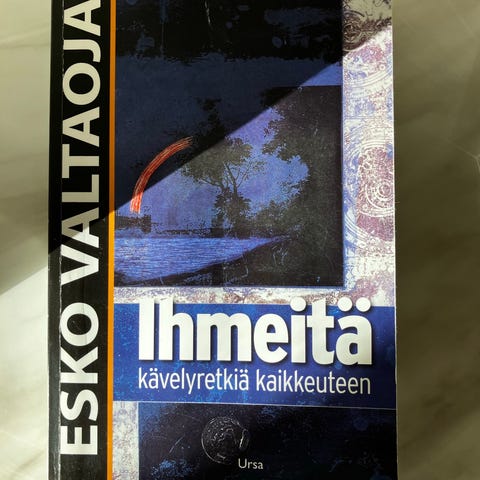 ESKO VALTAOJA
Ihmeitä
kävelyretkiä kaikkeuteen
Ursa